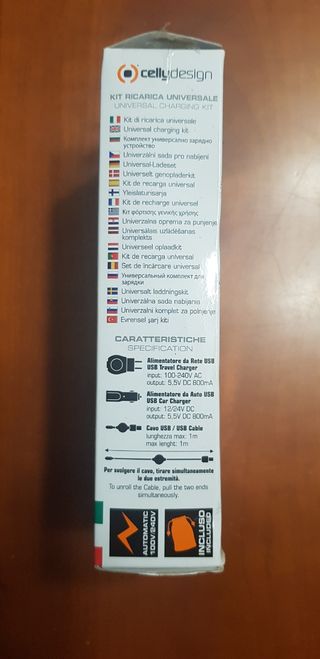 cellydesign
KIT RICARICA UNIVERSALE
UNIVERSAL CHARGING KIT
Kit di ricarica universale
Universal charging kit
Комплект универсално зарядно
устройство
Univerzální sada pro nabíjení
Universal-Ladeset
Universelt genopladerkit
Kit de recarga universal
Yleislatursarja
Kit de recharge universel
Κιτ φόρτισης γενικής χρήσης
Univerzalna oprema za punjenje
Universālais uzlādēšanas
komplekts
Universeel oplaadkit
Kit de recarga universal
Set de încărcare universal
Универсальный комплект для
зарядки
Universalt laddningskit
Univerzálna sada nabíjania
Univerzalni komplet za polnjenje
Evrensel şarj kiti
CARATTERISTICHE
SPECIFICATION
Alimentatore da Rete USB
USB Travel Charger
input: 100-240V AC
output: 5,5V DC 800mA
Alimentatore da Auto USB
USB Car Charger
input: 12/24V DC
output: 5,5V DC 800mA
Cavo USB / USB Cable
lunghezza max: 1m
max lenght: 1m
Per svolgere il cavo, tirare simultaneamente
le due estremità.
To unroll the Cable, pull the two ends
simultaneously.
AUTOMATIC
100V/240V
INCLUSO
INCLUDED